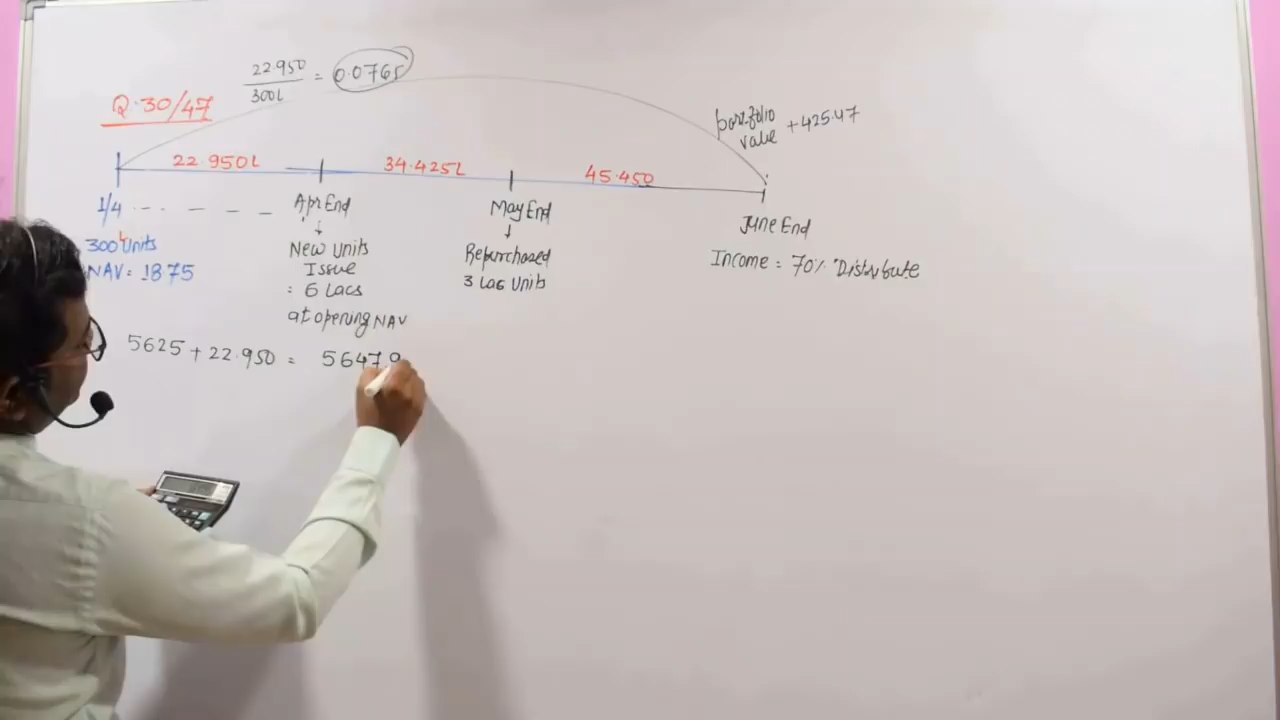 22.950
300L
= 0.0765
Q.30/47
portfolio
value + 425.47
22.950L
34.425L
45.450
1/4 - - - - -
Apr End
May End
June End
300L Units
NAV = 18.75
New Units
Issue
= 6 Lacs
at opening NAV
Repurchased
3 Lac Units
Income = 70% Distribute
5625 + 22.950 = 5647.9